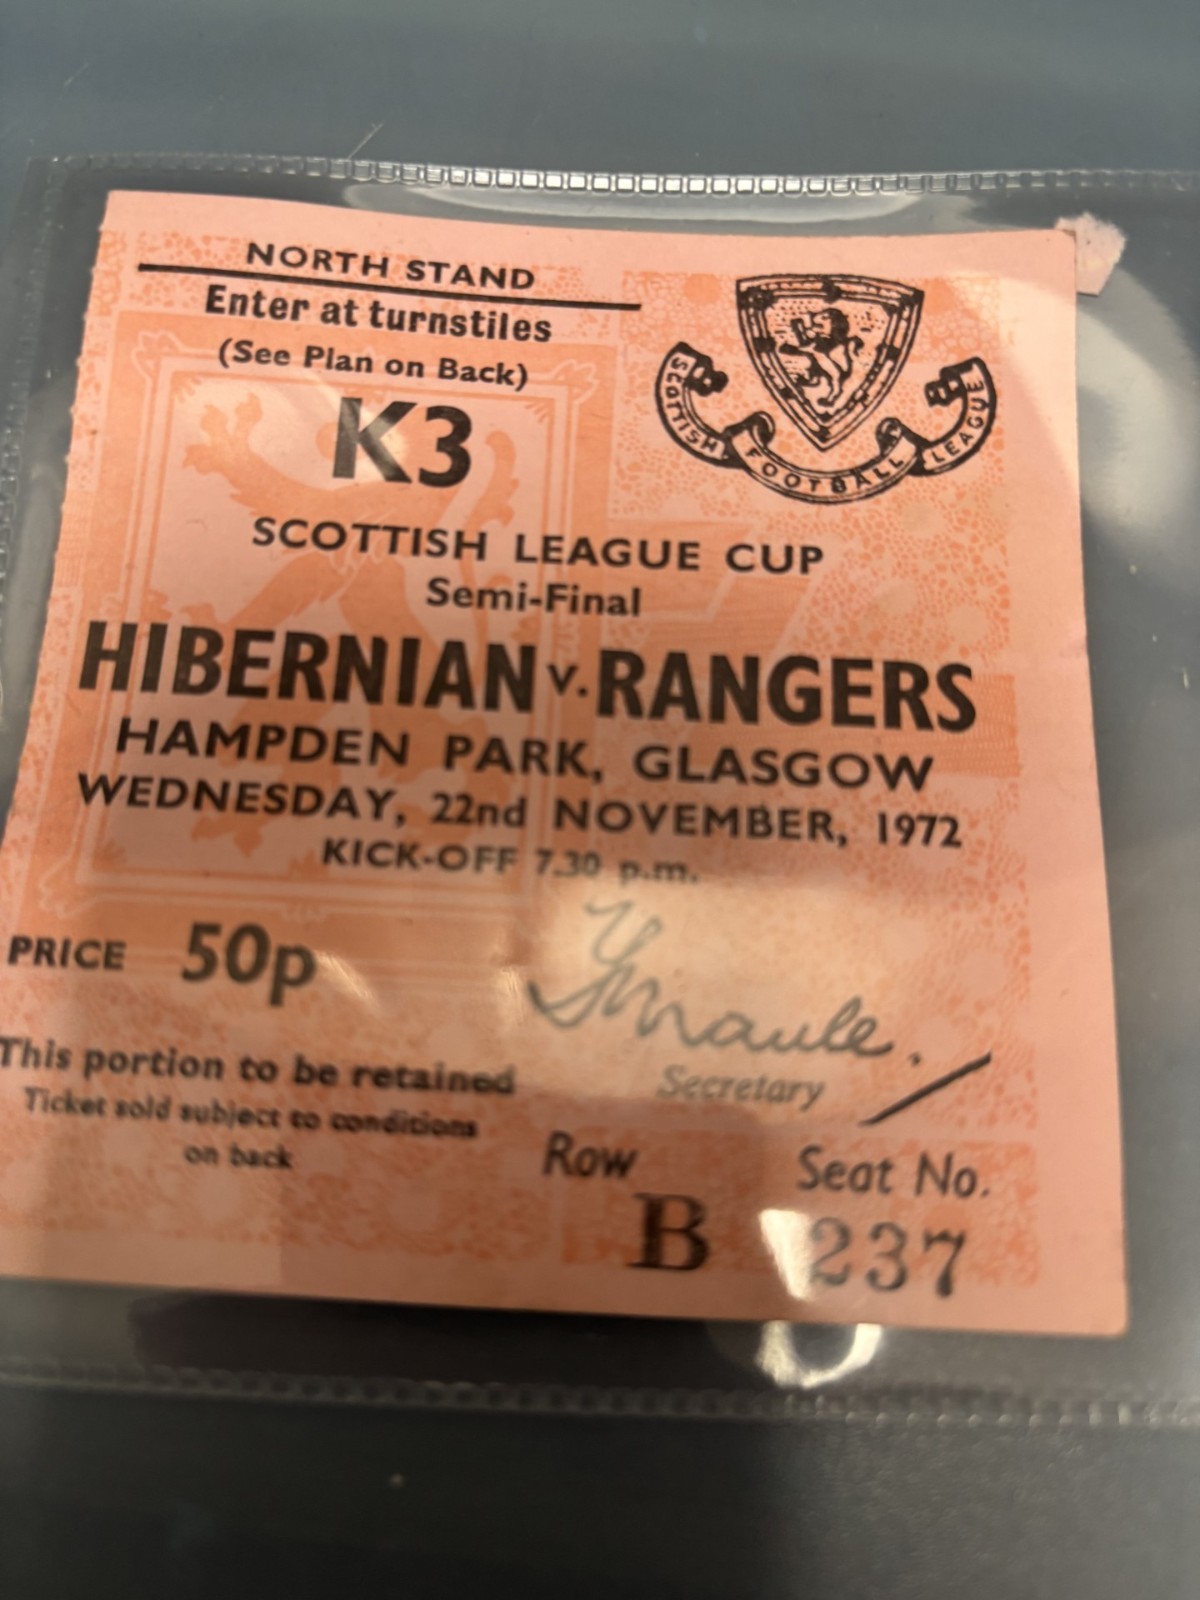 NORTH STAND
Enter at turnstiles
(See Plan on Back)
K3
SCOTTISH FOOTBALL LEAGUE
SCOTTISH LEAGUE CUP
Semi-Final
HIBERNIAN v. RANGERS
HAMPDEN PARK, GLASGOW
WEDNESDAY, 22nd NOVEMBER, 1972
KICK-OFF 7.30 p.m.
PRICE 50p
Secretary
This portion to be retained
Ticket sold subject to conditions
on back
Row Seat No.
B 237